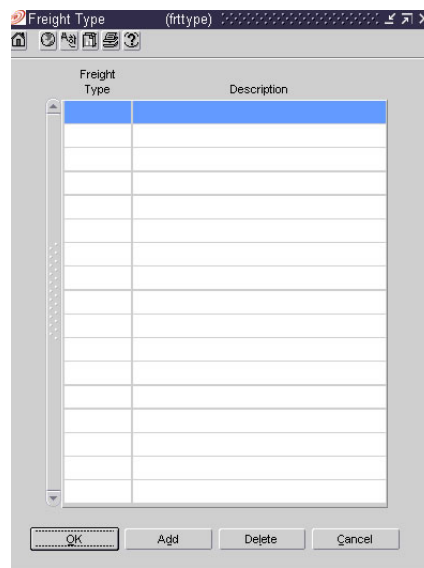 Freight Type (frttype)
Freight
Type Description
OK Add Delete Cancel